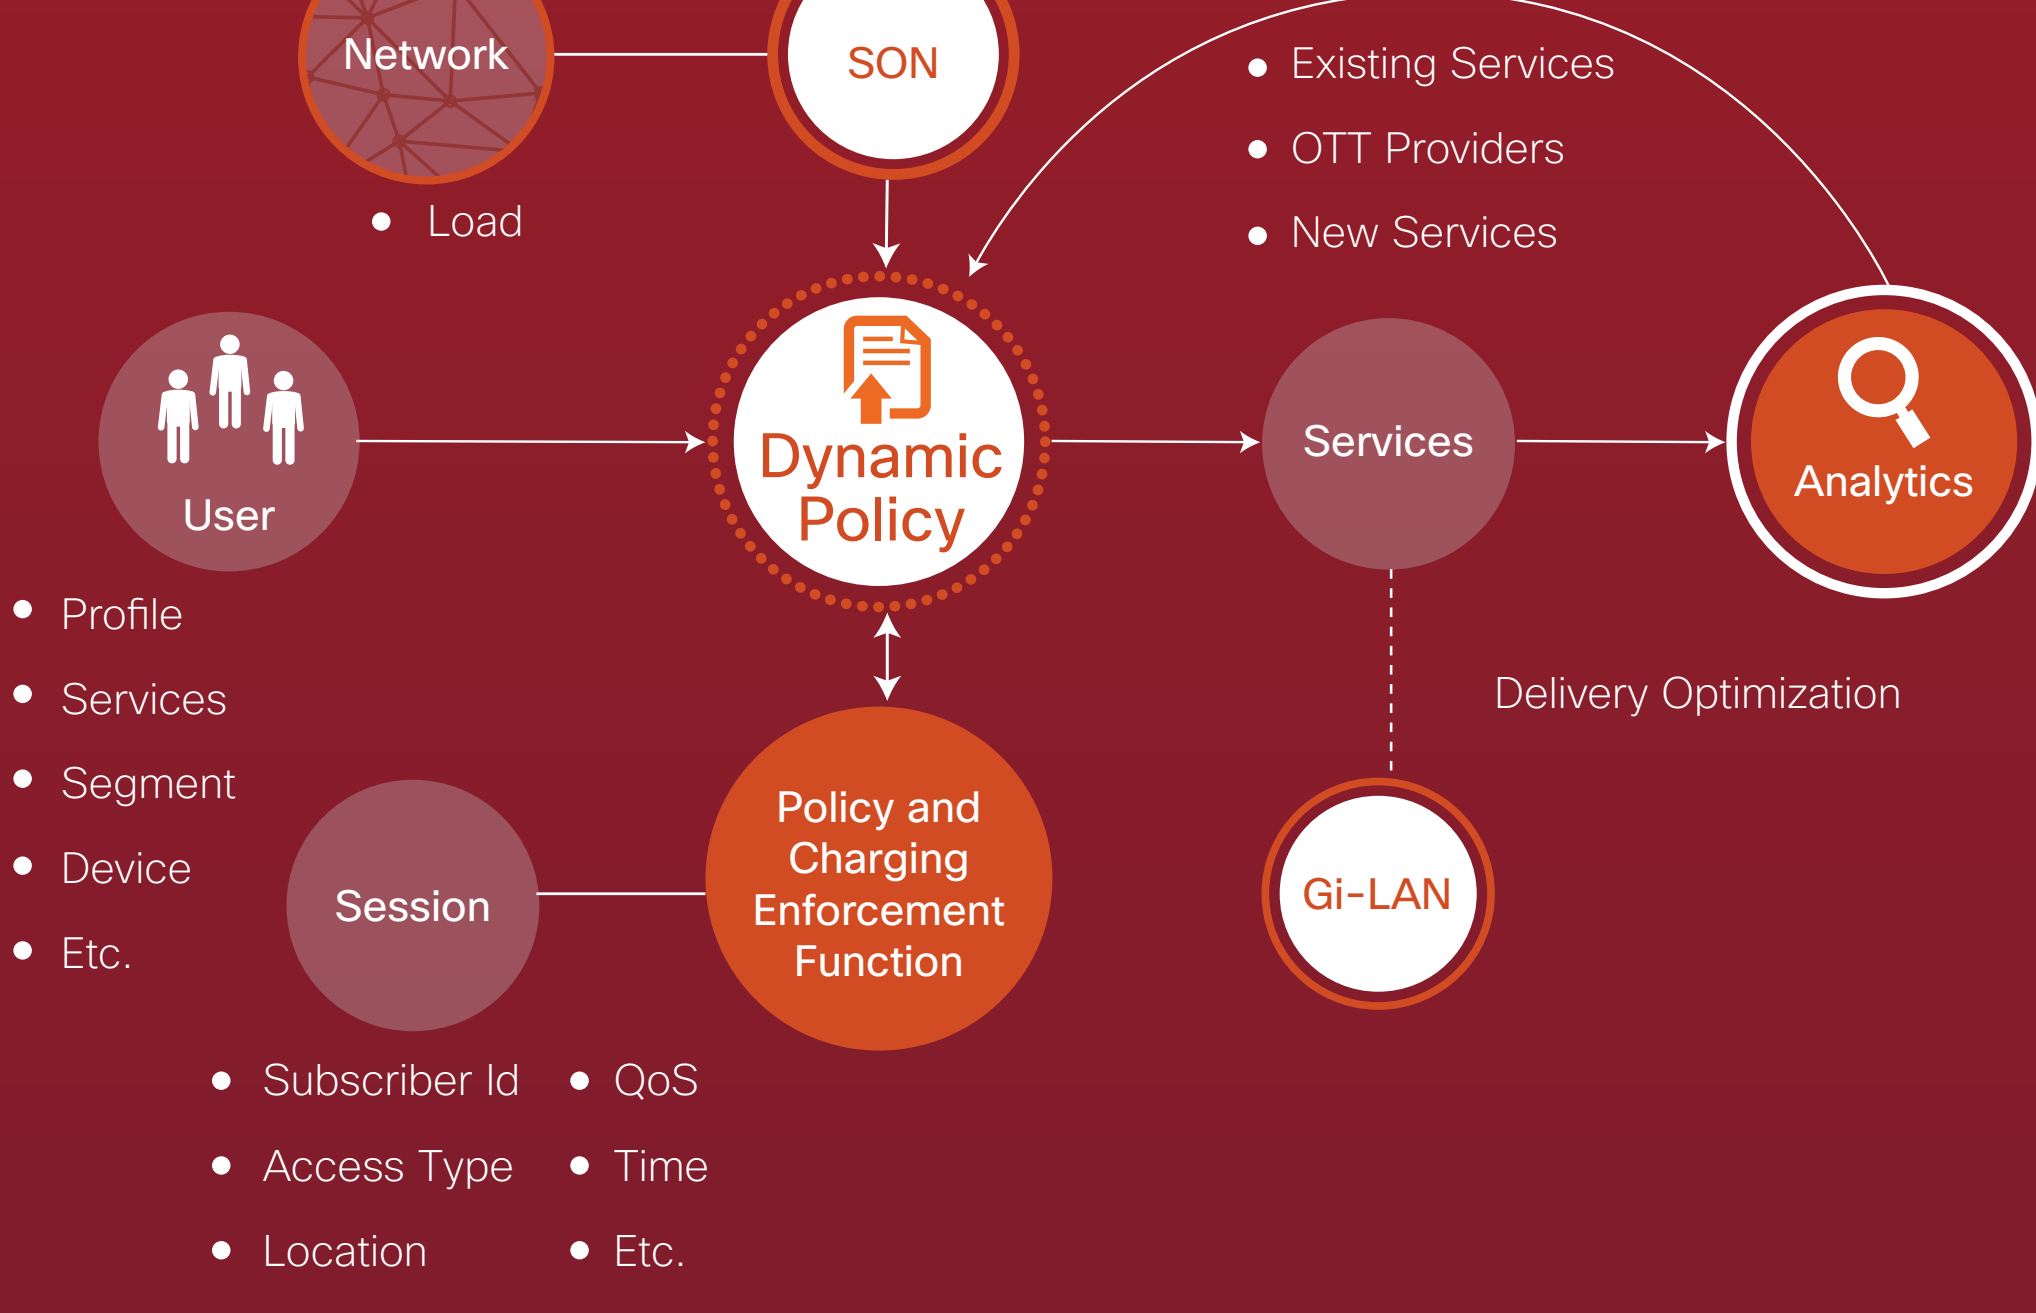 Network
SON
• Existing Services
• OTT Providers
• Load
• New Services
User
Dynamic
Policy
Services
Analytics
• Profile
• Services
• Segment
• Device
• Etc.
Delivery Optimization
Session
Policy and
Charging
Enforcement
Function
Gi-LAN
• Subscriber Id
• Access Type
• Location
• QoS
• Time
• Etc.